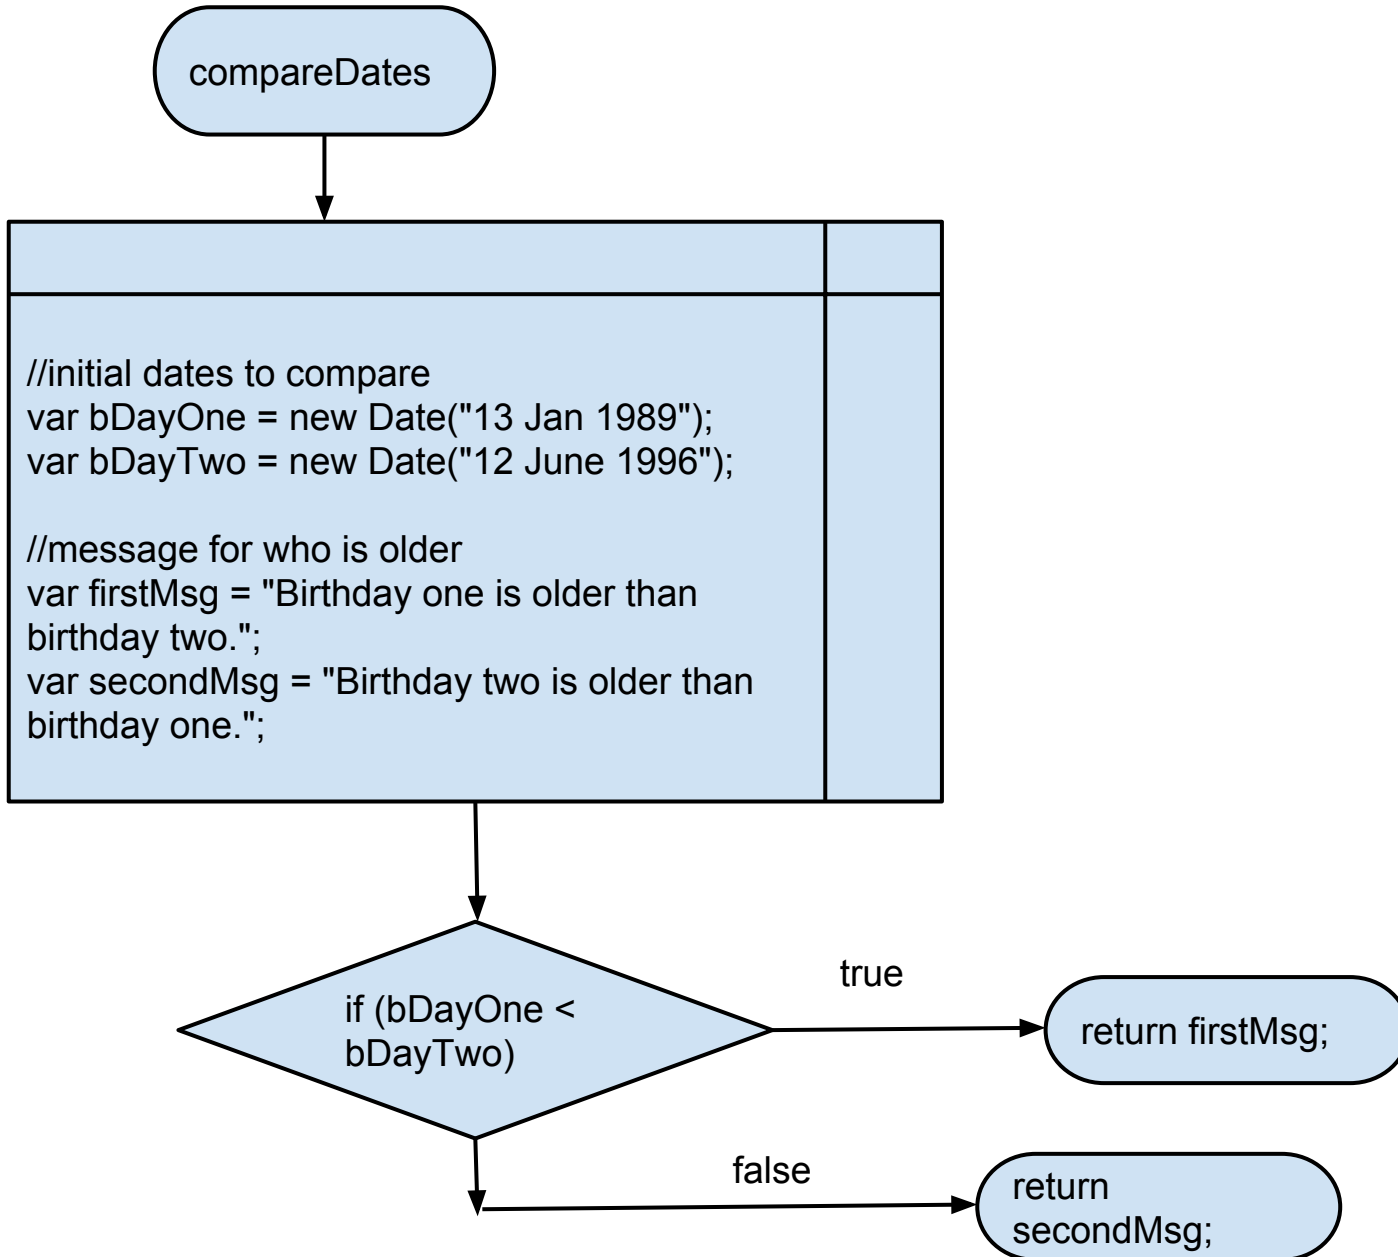 compareDates
//initial dates to compare
var bDayOne = new Date("13 Jan 1989");
var bDayTwo = new Date("12 June 1996");
//message for who is older
var firstMsg = "Birthday one is older than
birthday two.";
var secondMsg = "Birthday two is older than
birthday one.";
if (bDayOne <
bDayTwo)
true
return firstMsg;
false
return
secondMsg;